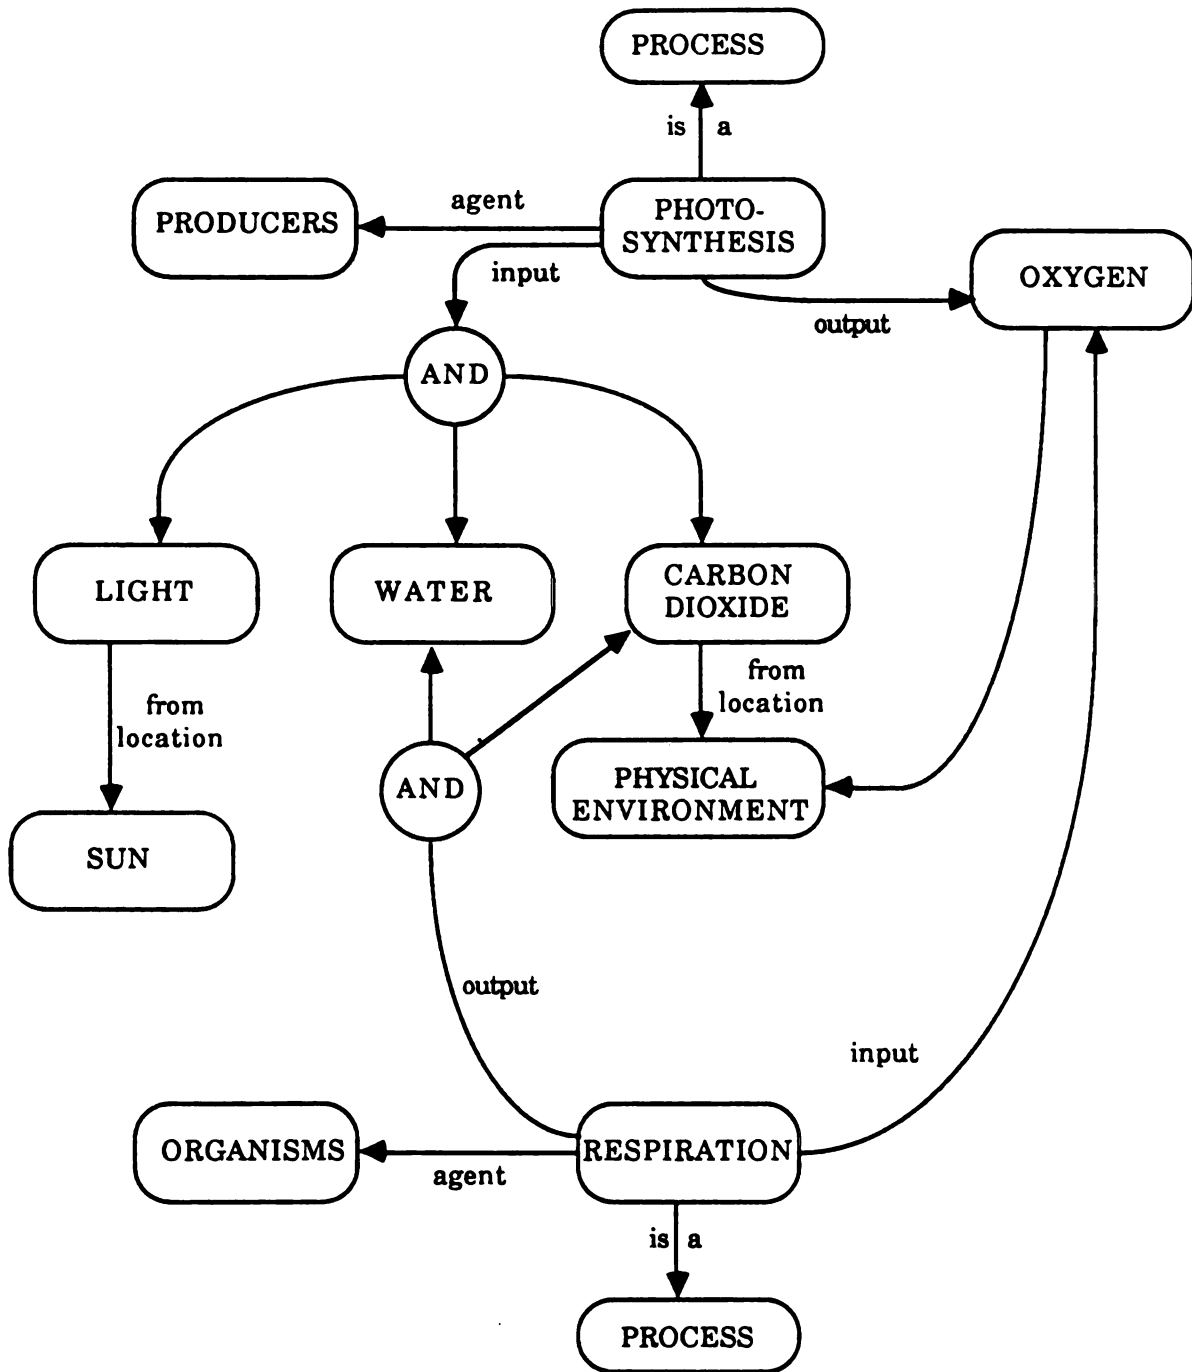 PROCESS
is a
agent
PRODUCERS
PHOTO-
SYNTHESIS
input
OXYGEN
output
AND
LIGHT
WATER
CARBON
DIOXIDE
from
location
from
location
AND
PHYSICAL
ENVIRONMENT
SUN
output
input
ORGANISMS
RESPIRATION
agent
is a
PROCESS